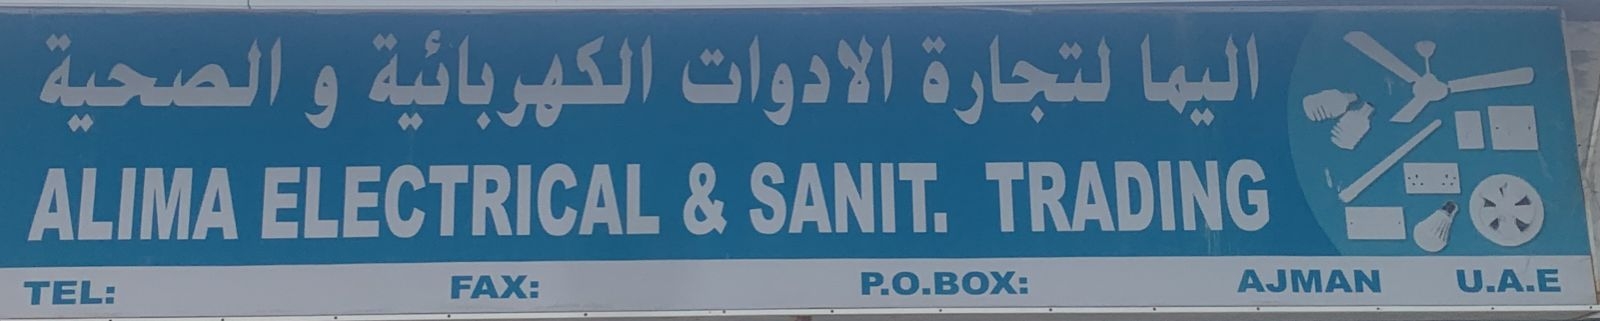 اليما لتجارة الادوات الكهربائية و الصحية
ALIMA ELECTRICAL & SANIT. TRADING
TEL: FAX: P.O.BOX: AJMAN U.A.E